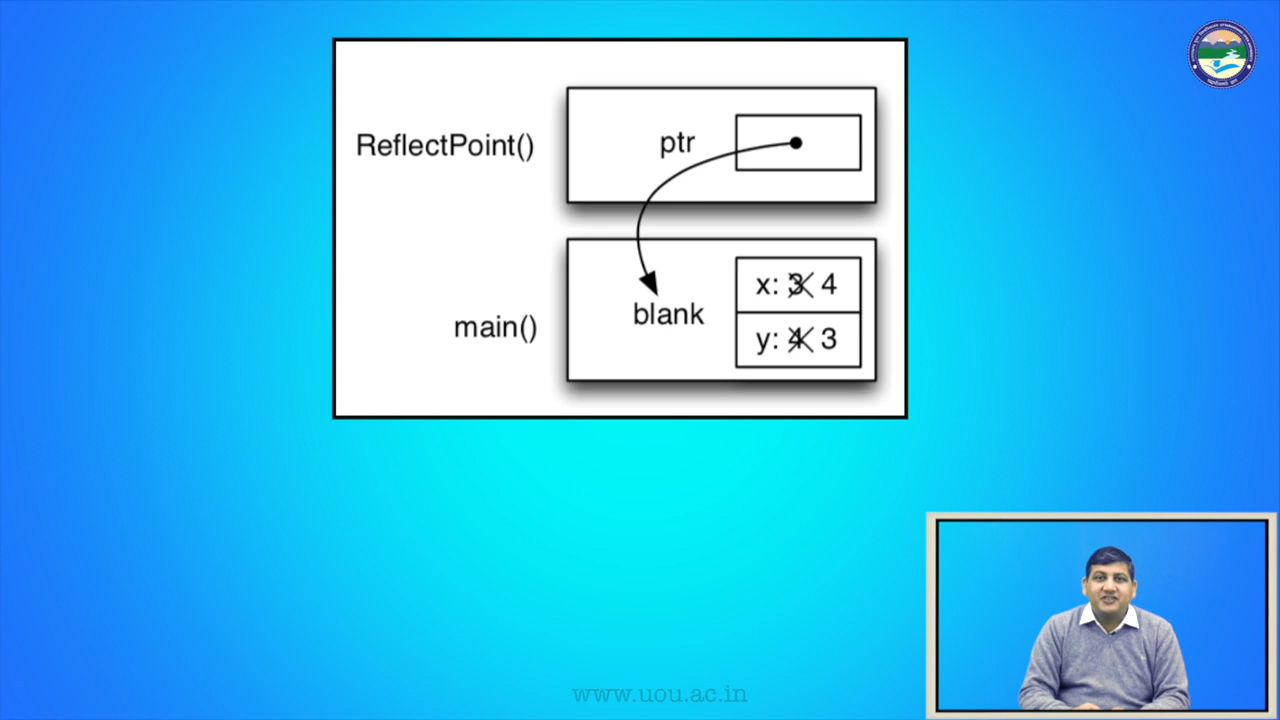 ReflectPoint()
ptr
main()
blank
x: 3 4
y: 4 3
www.uou.ac.in